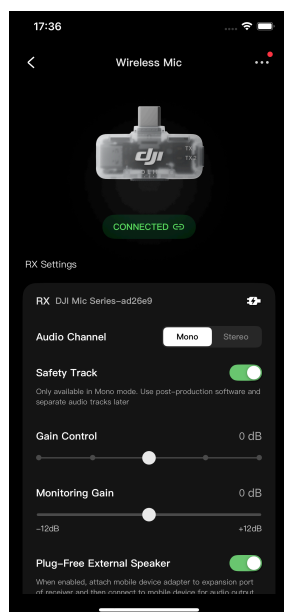 17:36
Wireless Mic
dji
CONNECTED
RX Settings
RX DJI Mic Series-ad26e9
Audio Channel
Mono
Stereo
Safety Track
Only available in Mono mode. Use post-production software and
separate audio tracks later
Gain Control
0 dB
Monitoring Gain
0 dB
-12dB
+12dB
Plug-Free External Speaker
When enabled, attach mobile device adapter to expansion port
of receiver and then connect to mobile device for audio output